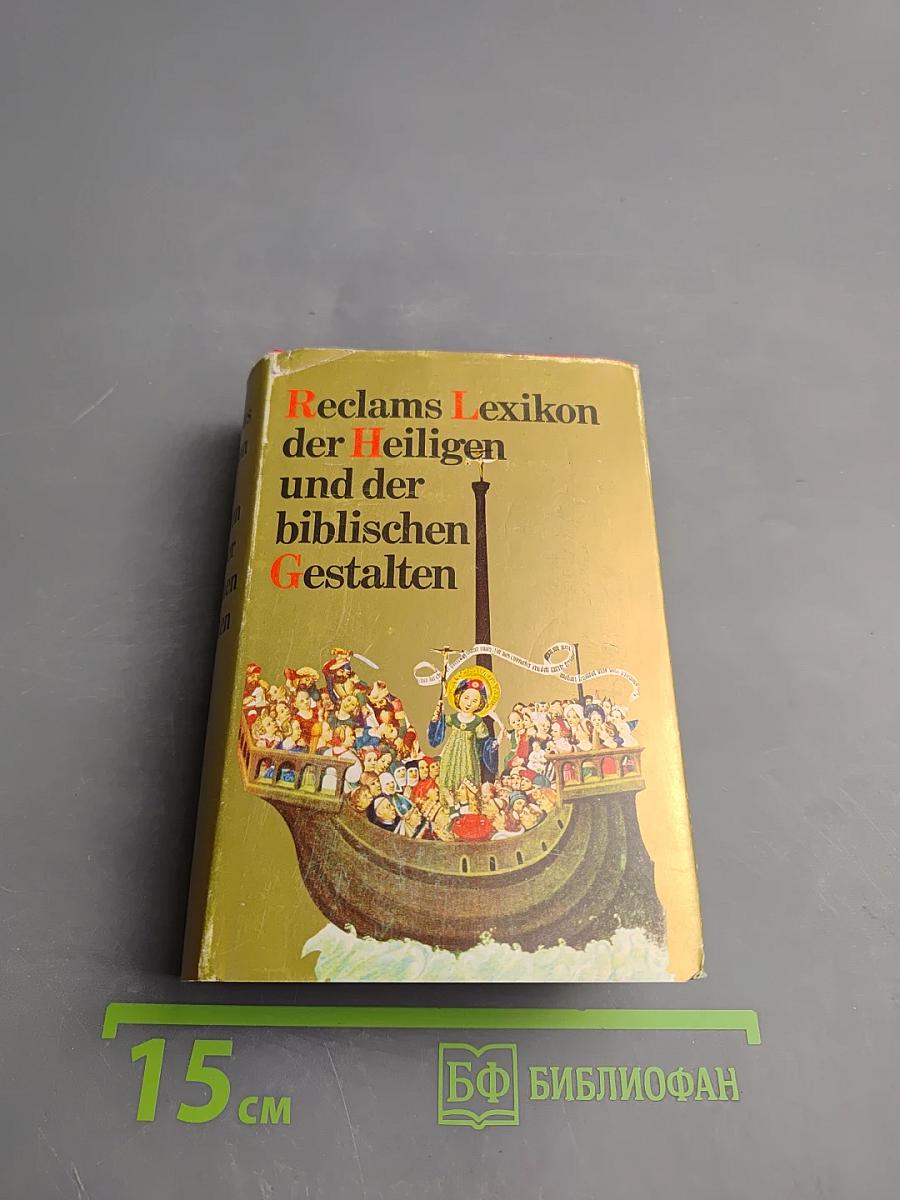 Reclams Lexikon
der Heiligen
und der
biblischen
Gestalten
15 см
БФ БИБЛИОФАН